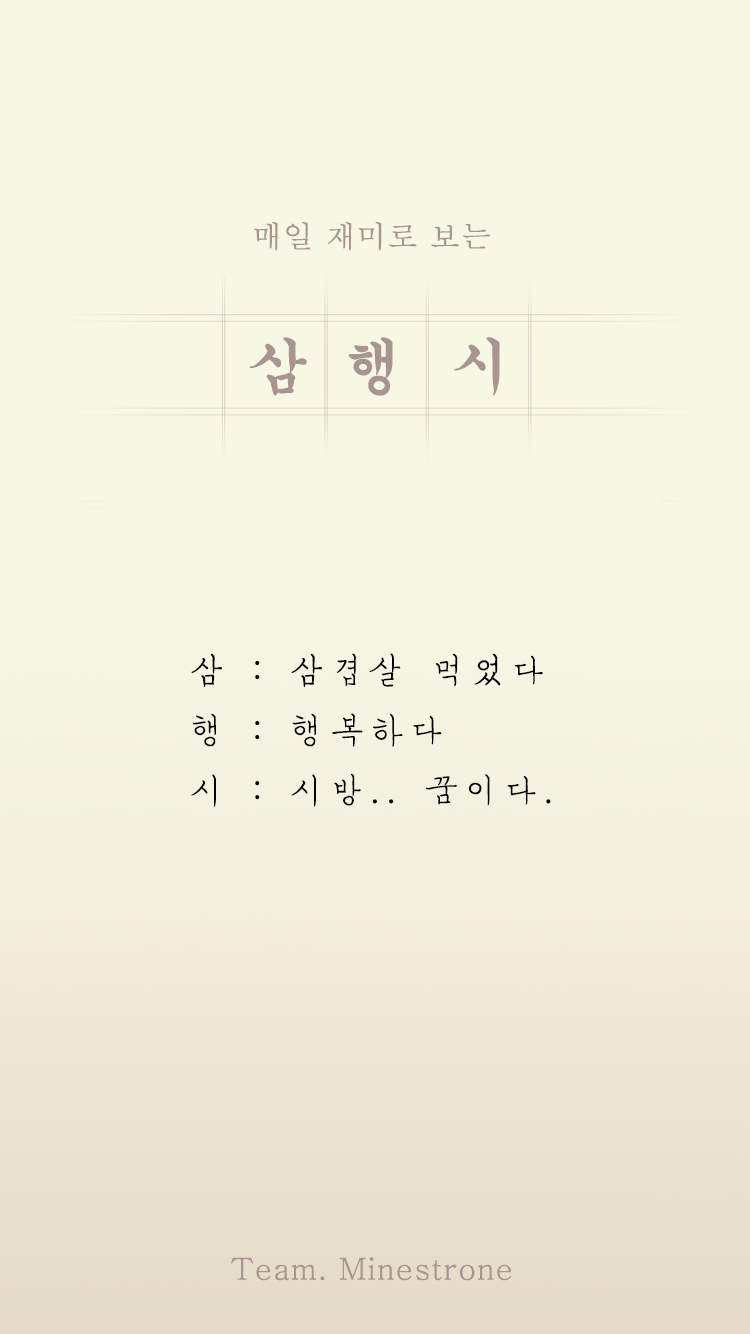 매일 재미로 보는
삼행시
삼 : 삼겹살 먹었다
행 : 행복하다
시 : 시방.. 꿈이다.
Team. Minestrone